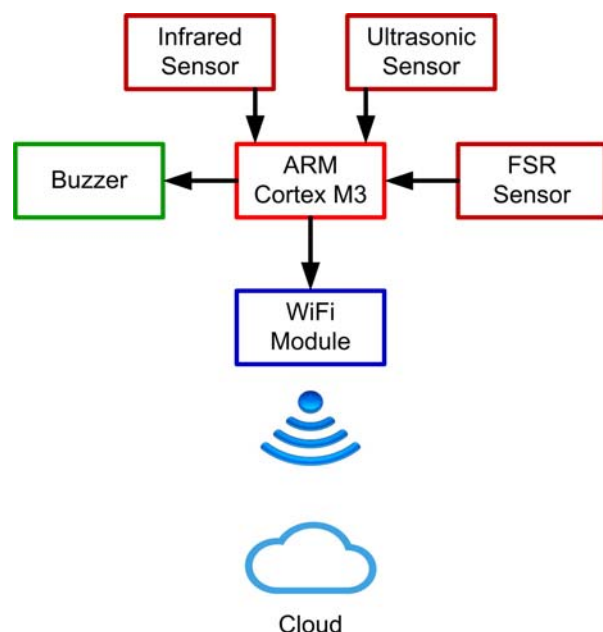 Infrared
Sensor
Ultrasonic
Sensor
Buzzer
ARM
Cortex M3
FSR
Sensor
WiFi
Module
Cloud